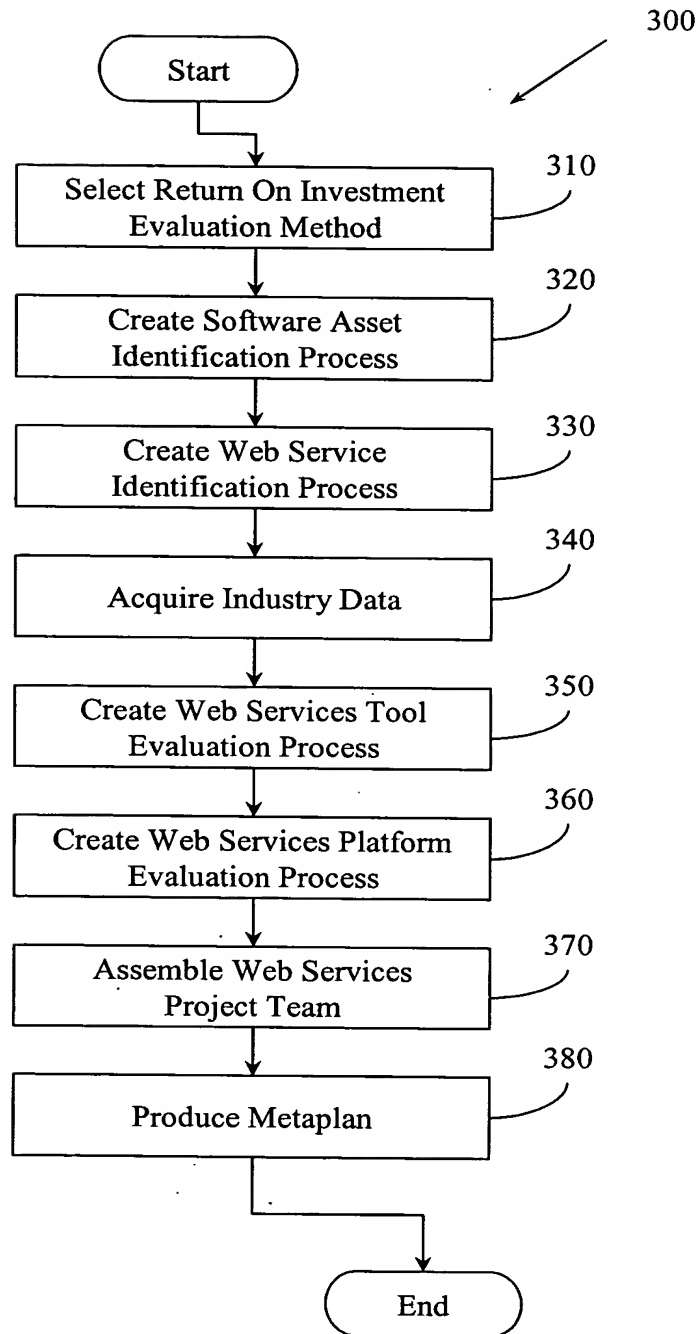 300
Start
310
Select Return On Investment
Evaluation Method
320
Create Software Asset
Identification Process
330
Create Web Service
Identification Process
340
Acquire Industry Data
350
Create Web Services Tool
Evaluation Process
360
Create Web Services Platform
Evaluation Process
370
Assemble Web Services
Project Team
380
Produce Metaplan
End